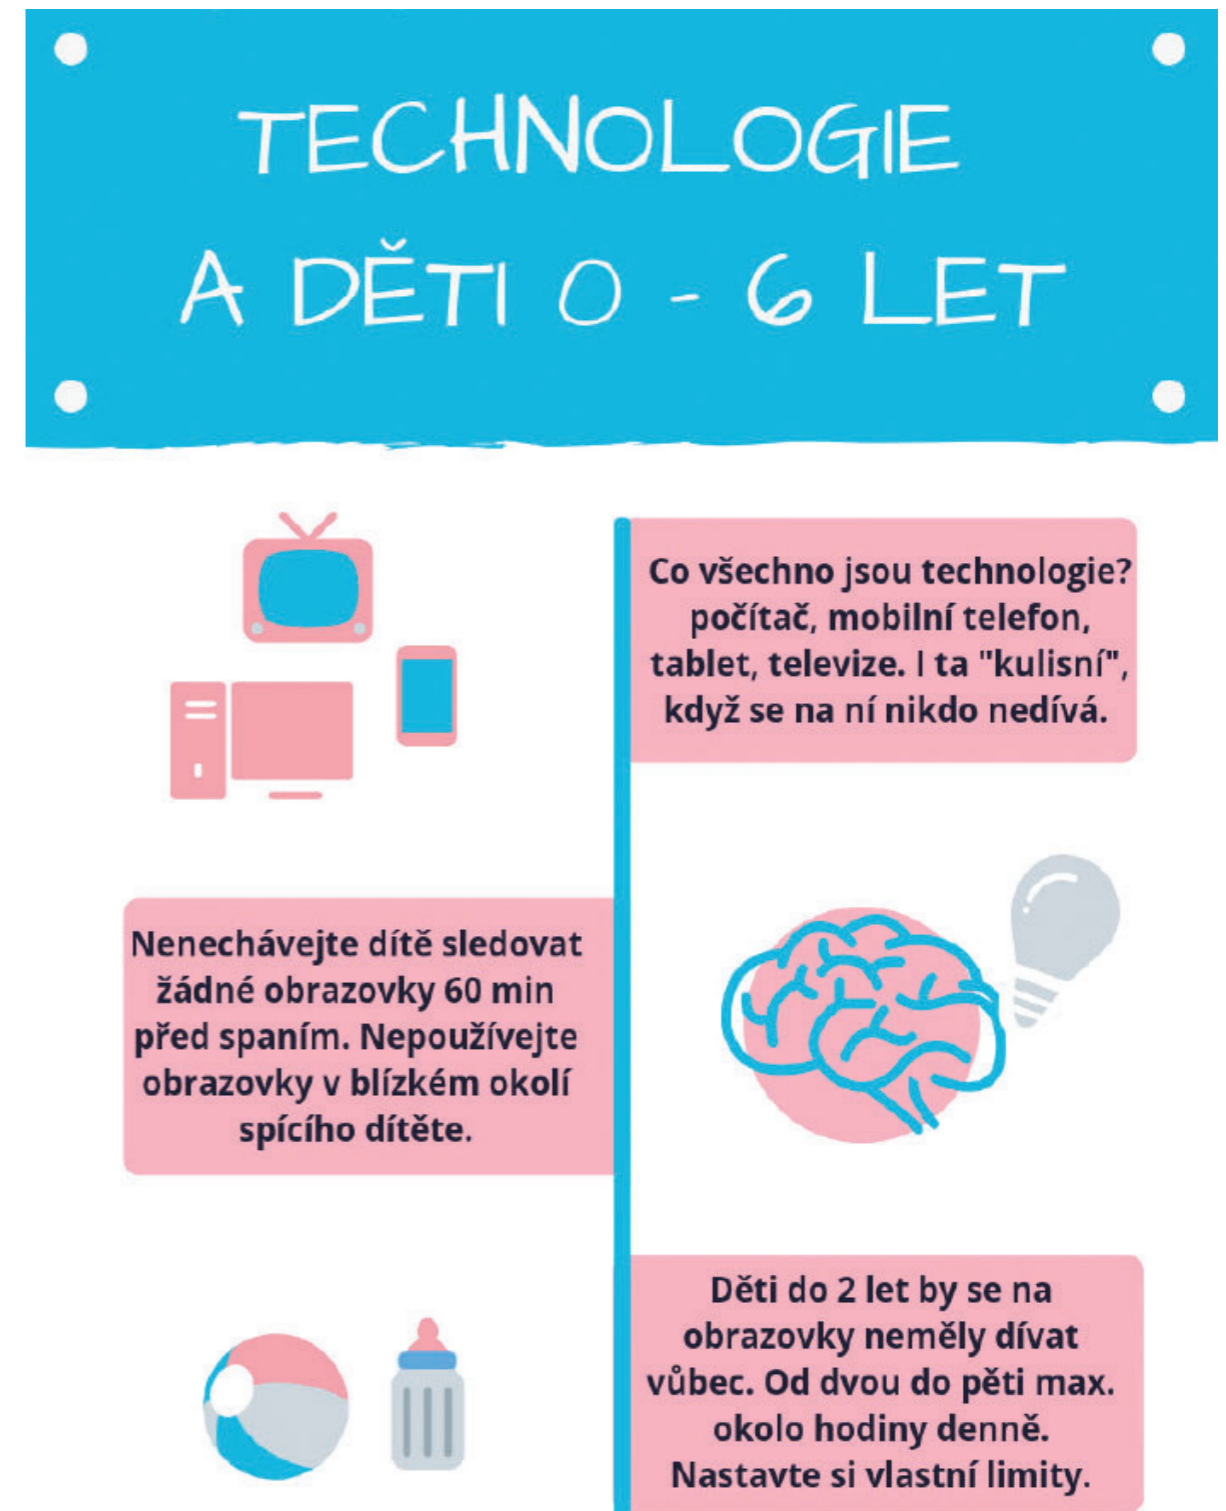 TECHNOLOGIE
A DĚTI 0 - 6 LET
Co všechno jsou technologie?
počítač, mobilní telefon,
tablet, televize. I ta "kulisní",
když se na ní nikdo nedívá.
Nenechávejte dítě sledovat
žádné obrazovky 60 min
před spaním. Nepoužívejte
obrazovky v blízkém okolí
spícího dítěte.
Děti do 2 let by se na
obrazovky neměly dívat
vůbec. Od dvou do pěti max.
okolo hodiny denně.
Nastavte si vlastní limity.